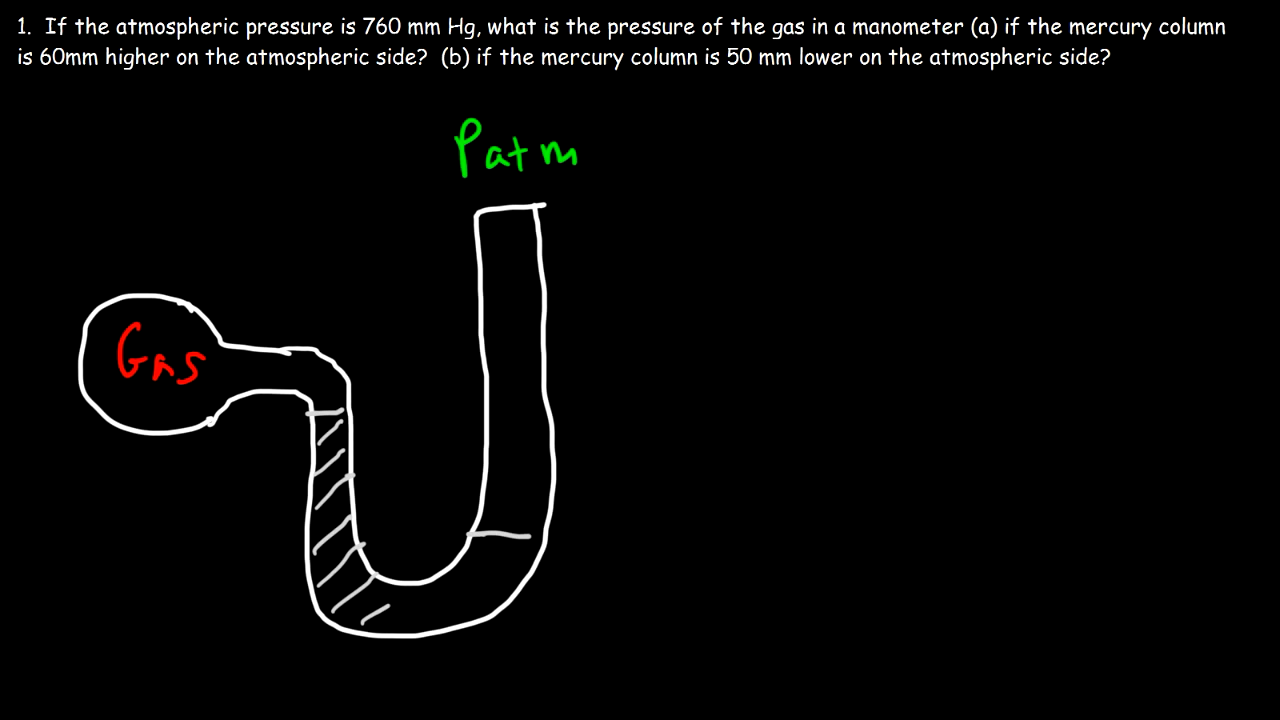 1. If the atmospheric pressure is 760 mm Hg, what is the pressure of the gas in a manometer (a) if the mercury column
is 60mm higher on the atmospheric side? (b) if the mercury column is 50 mm lower on the atmospheric side?
Patm
Gas